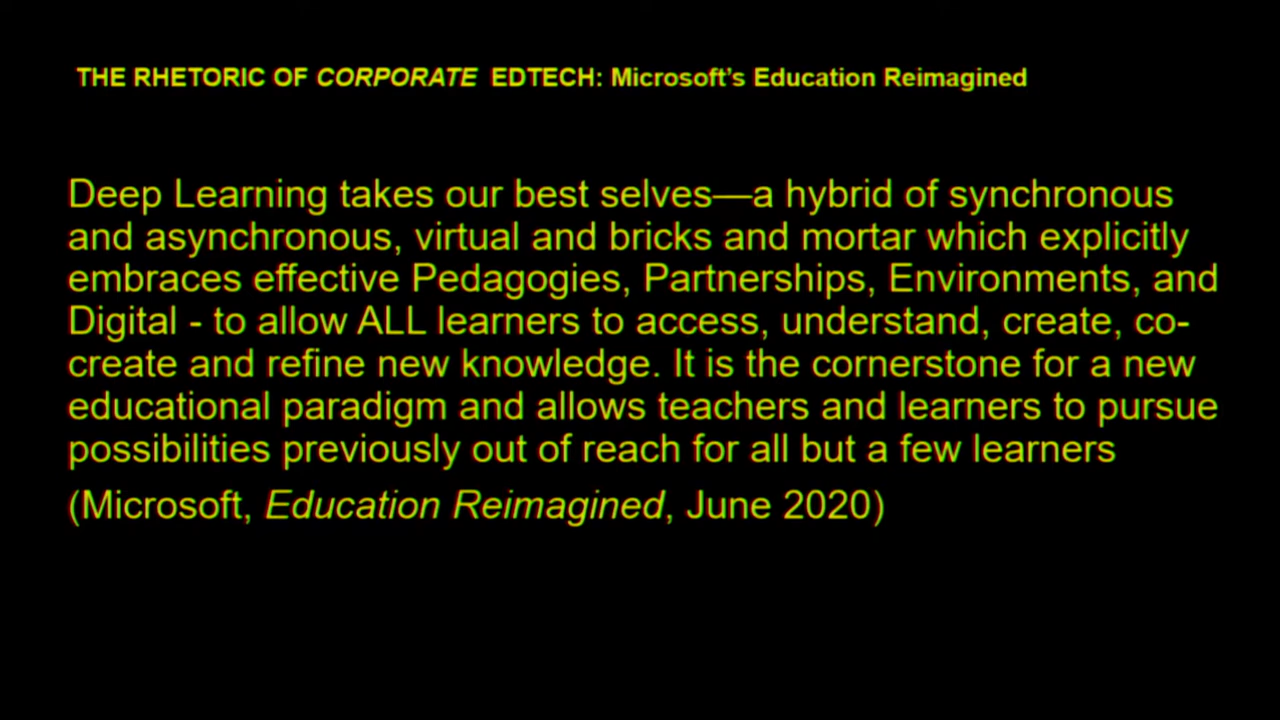 THE RHETORIC OF CORPORATE EDTECH: Microsoft's Education Reimagined
Deep Learning takes our best selves—a hybrid of synchronous
and asynchronous, virtual and bricks and mortar which explicitly
embraces effective Pedagogies, Partnerships, Environments, and
Digital - to allow ALL learners to access, understand, create, co-
create and refine new knowledge. It is the cornerstone for a new
educational paradigm and allows teachers and learners to pursue
possibilities previously out of reach for all but a few learners
(Microsoft, Education Reimagined, June 2020)